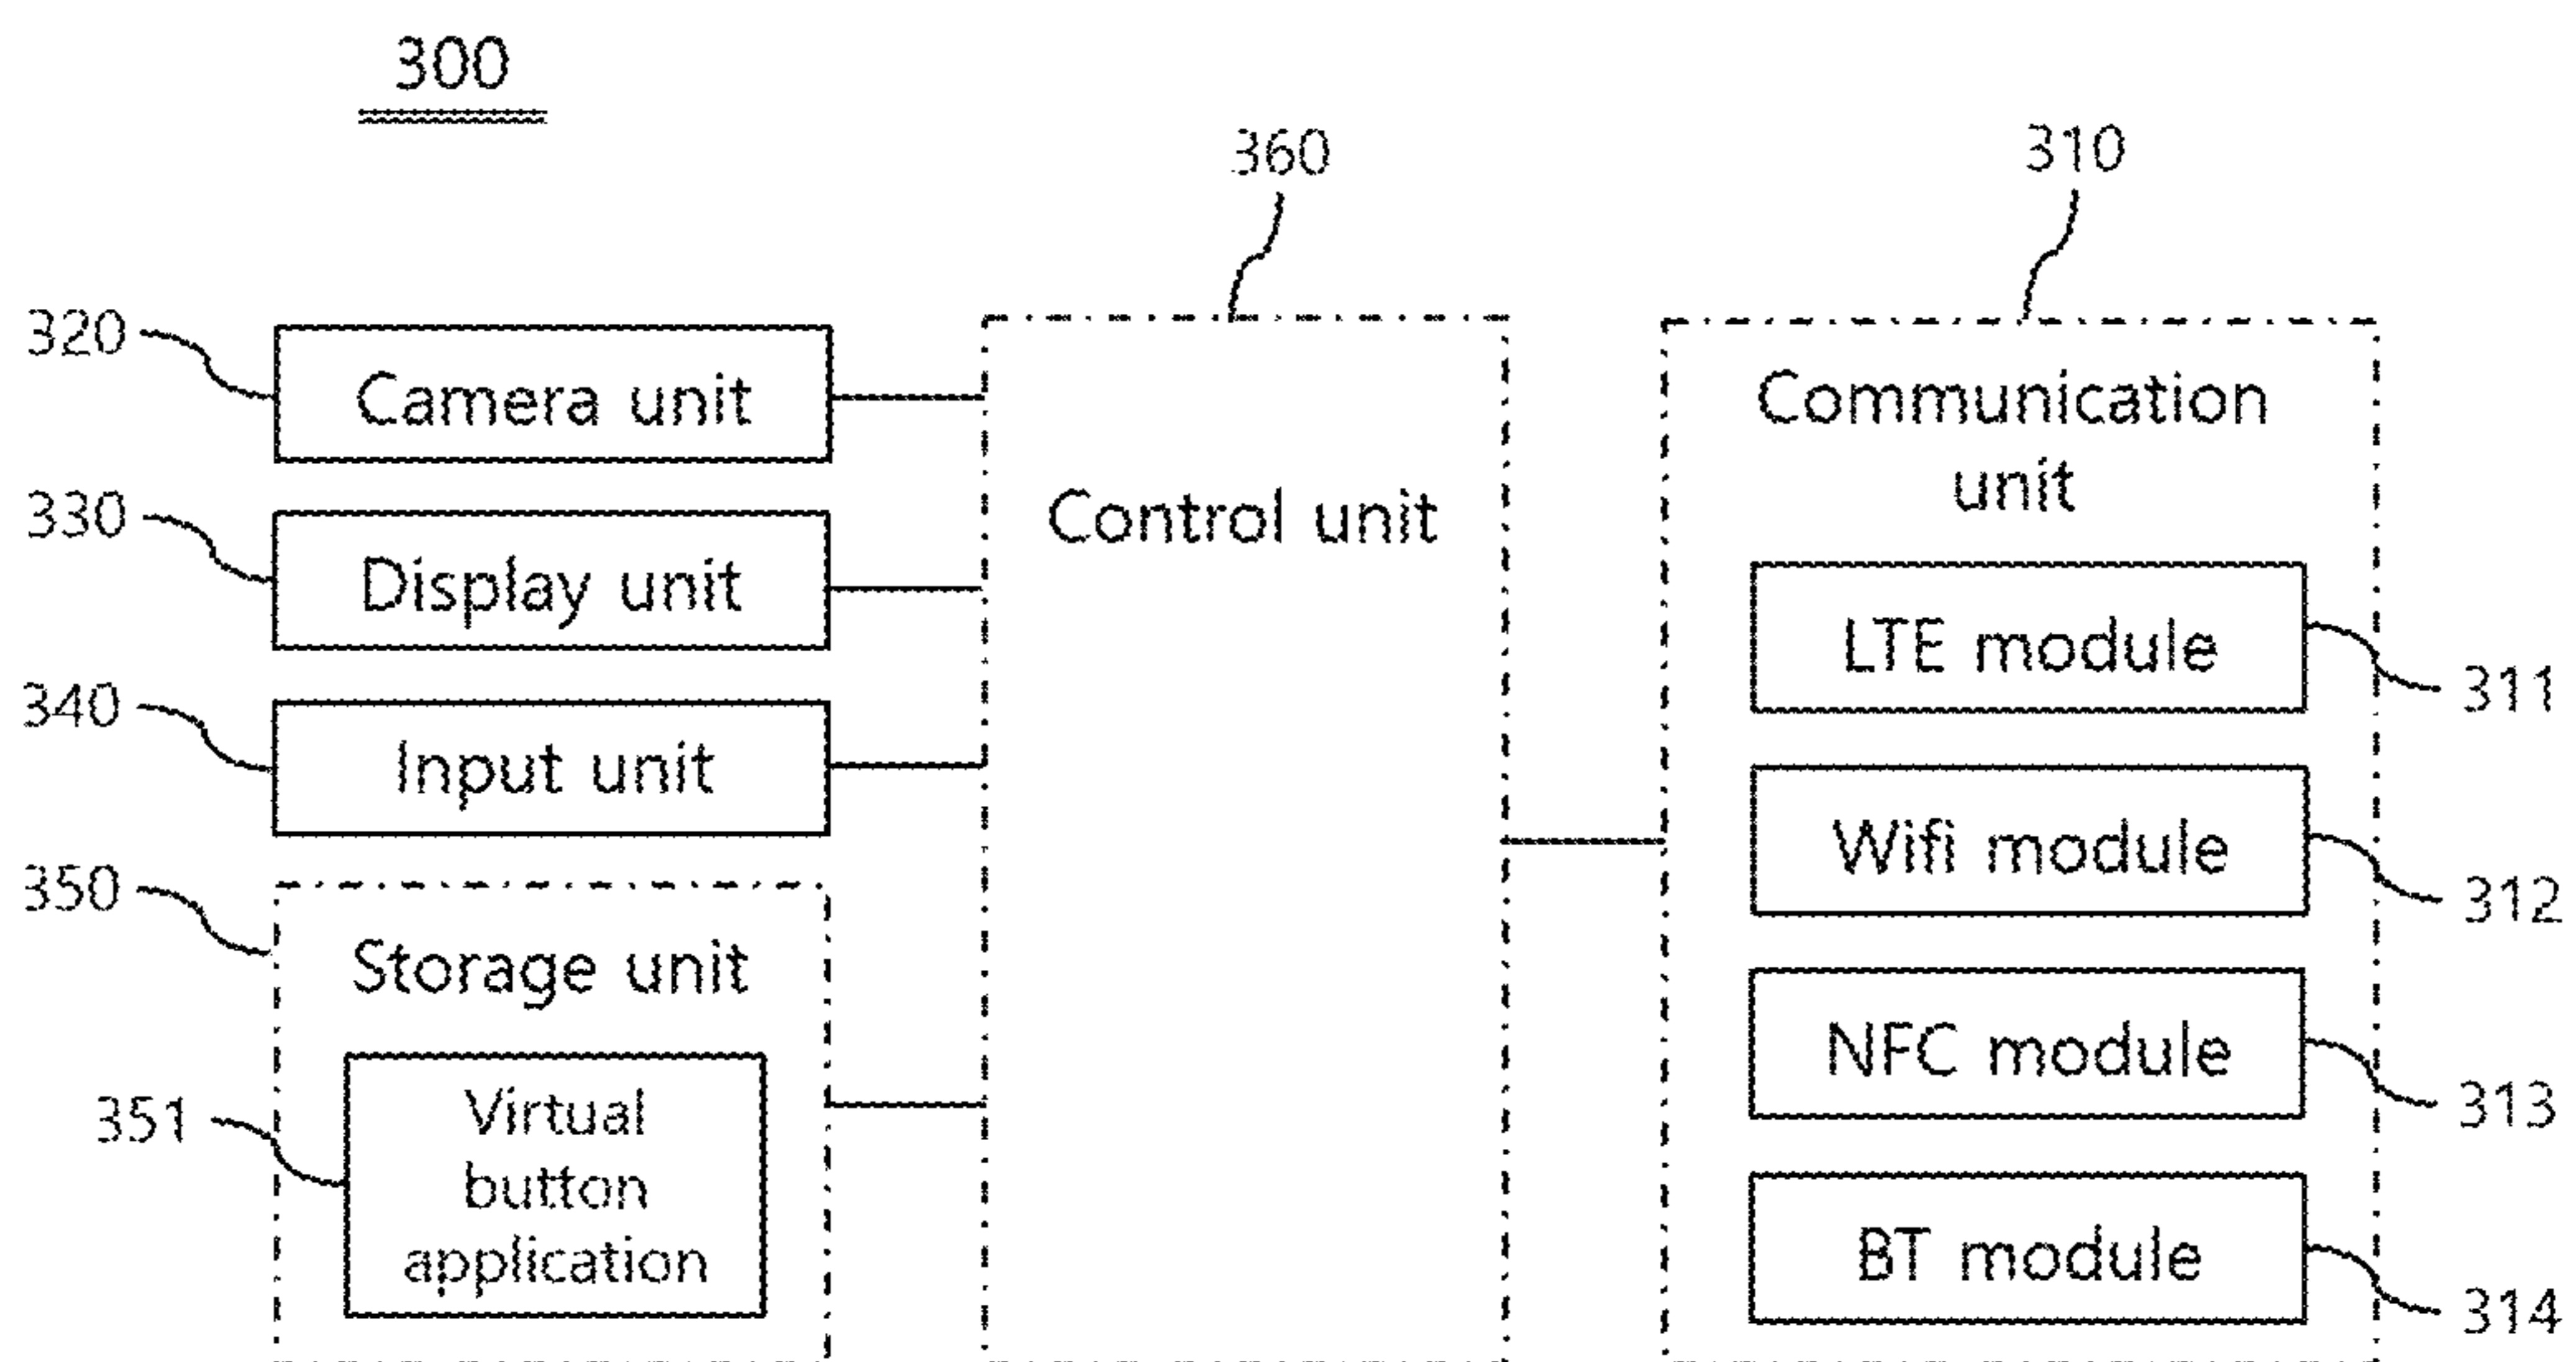 300
360
310
320
Camera unit
330
Display unit
340
Input unit
350
Storage unit
351
Virtual
button
application
Control unit
Communication
unit
LTE module
311
Wifi module
312
NFC module
313
BT module
314